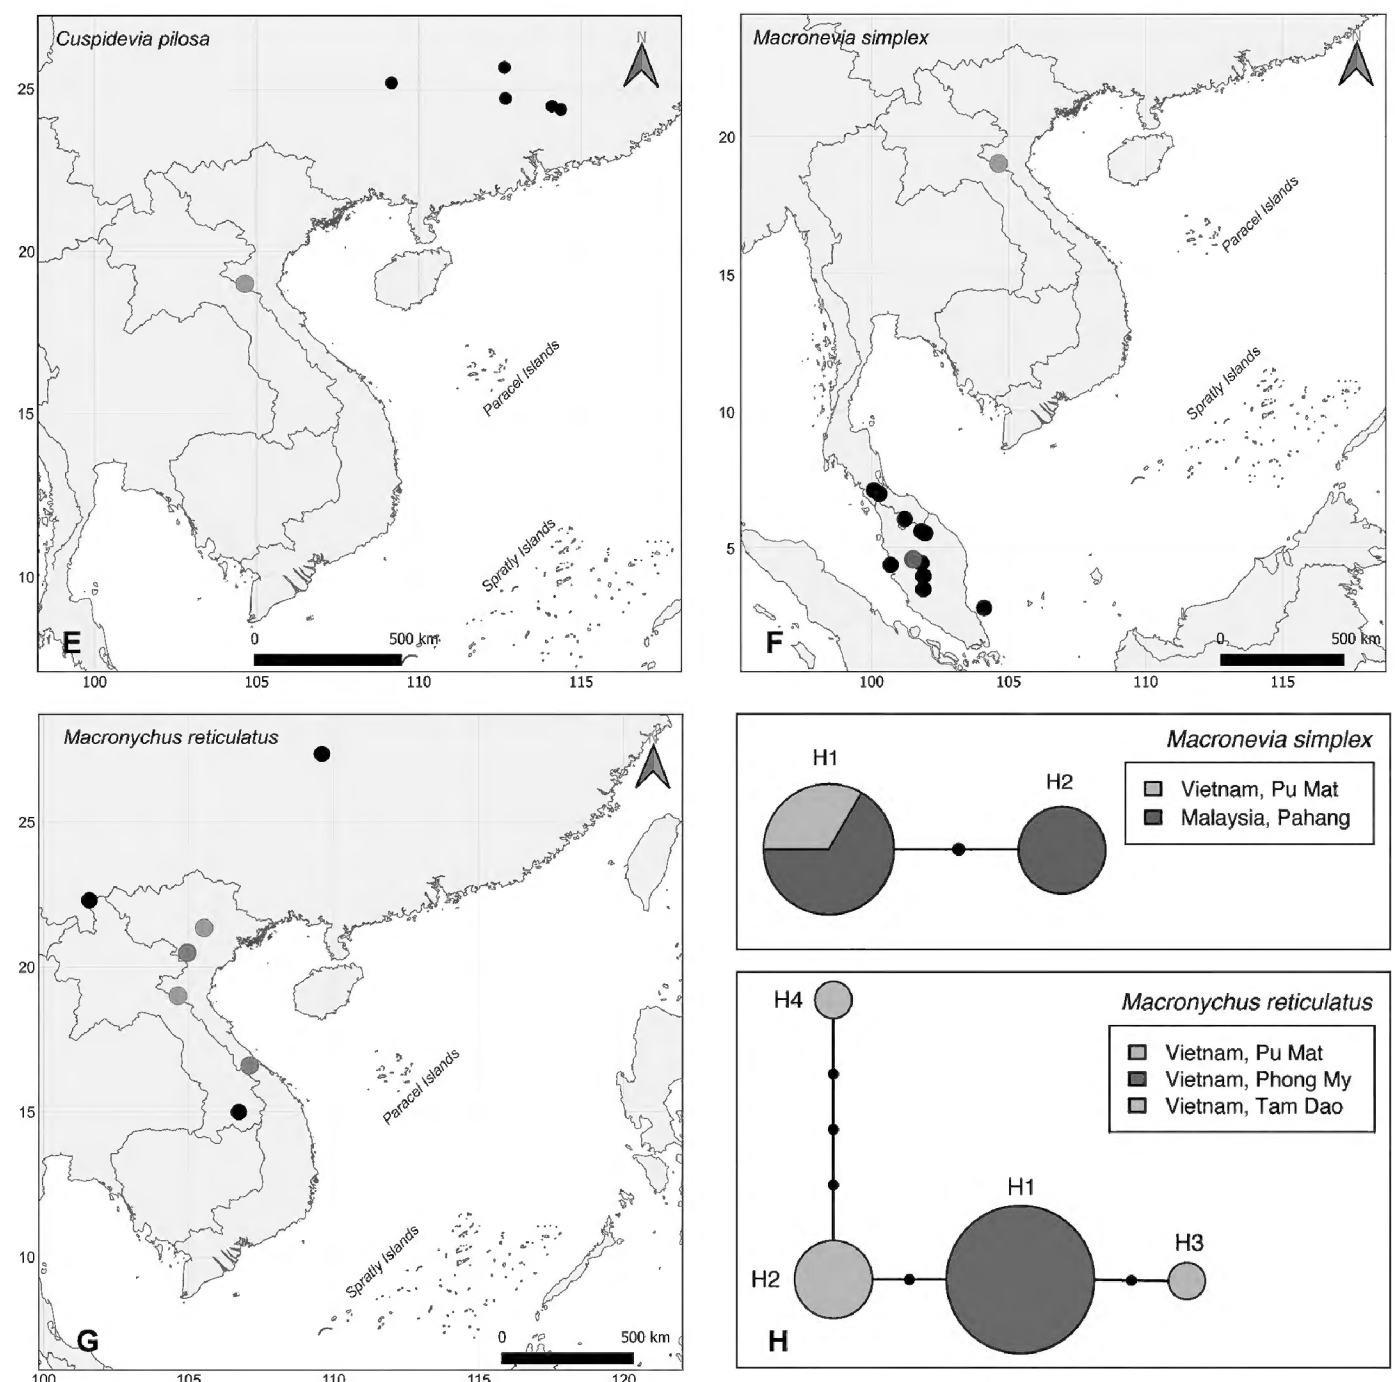 Cuspidevia pilosa
N
25
20
15
10
Paracel Islands
Spratly Islands
E
0
500 km
100
105
110
115
Macronevia simplex
N
20
15
10
5
Paracel Islands
Spratly Islands
F
0
500 km
100
105
110
115
Macronychus reticulatus
25
20
15
10
Paracel Islands
Spratly Islands
G
0
500 km
100
105
110
115
120
Macronevia simplex
H1
H2
Vietnam, Pu Mat
Malaysia, Pahang
H4
Macronychus reticulatus
Vietnam, Pu Mat
Vietnam, Phong My
Vietnam, Tam Dao
H1
H3
H2
H